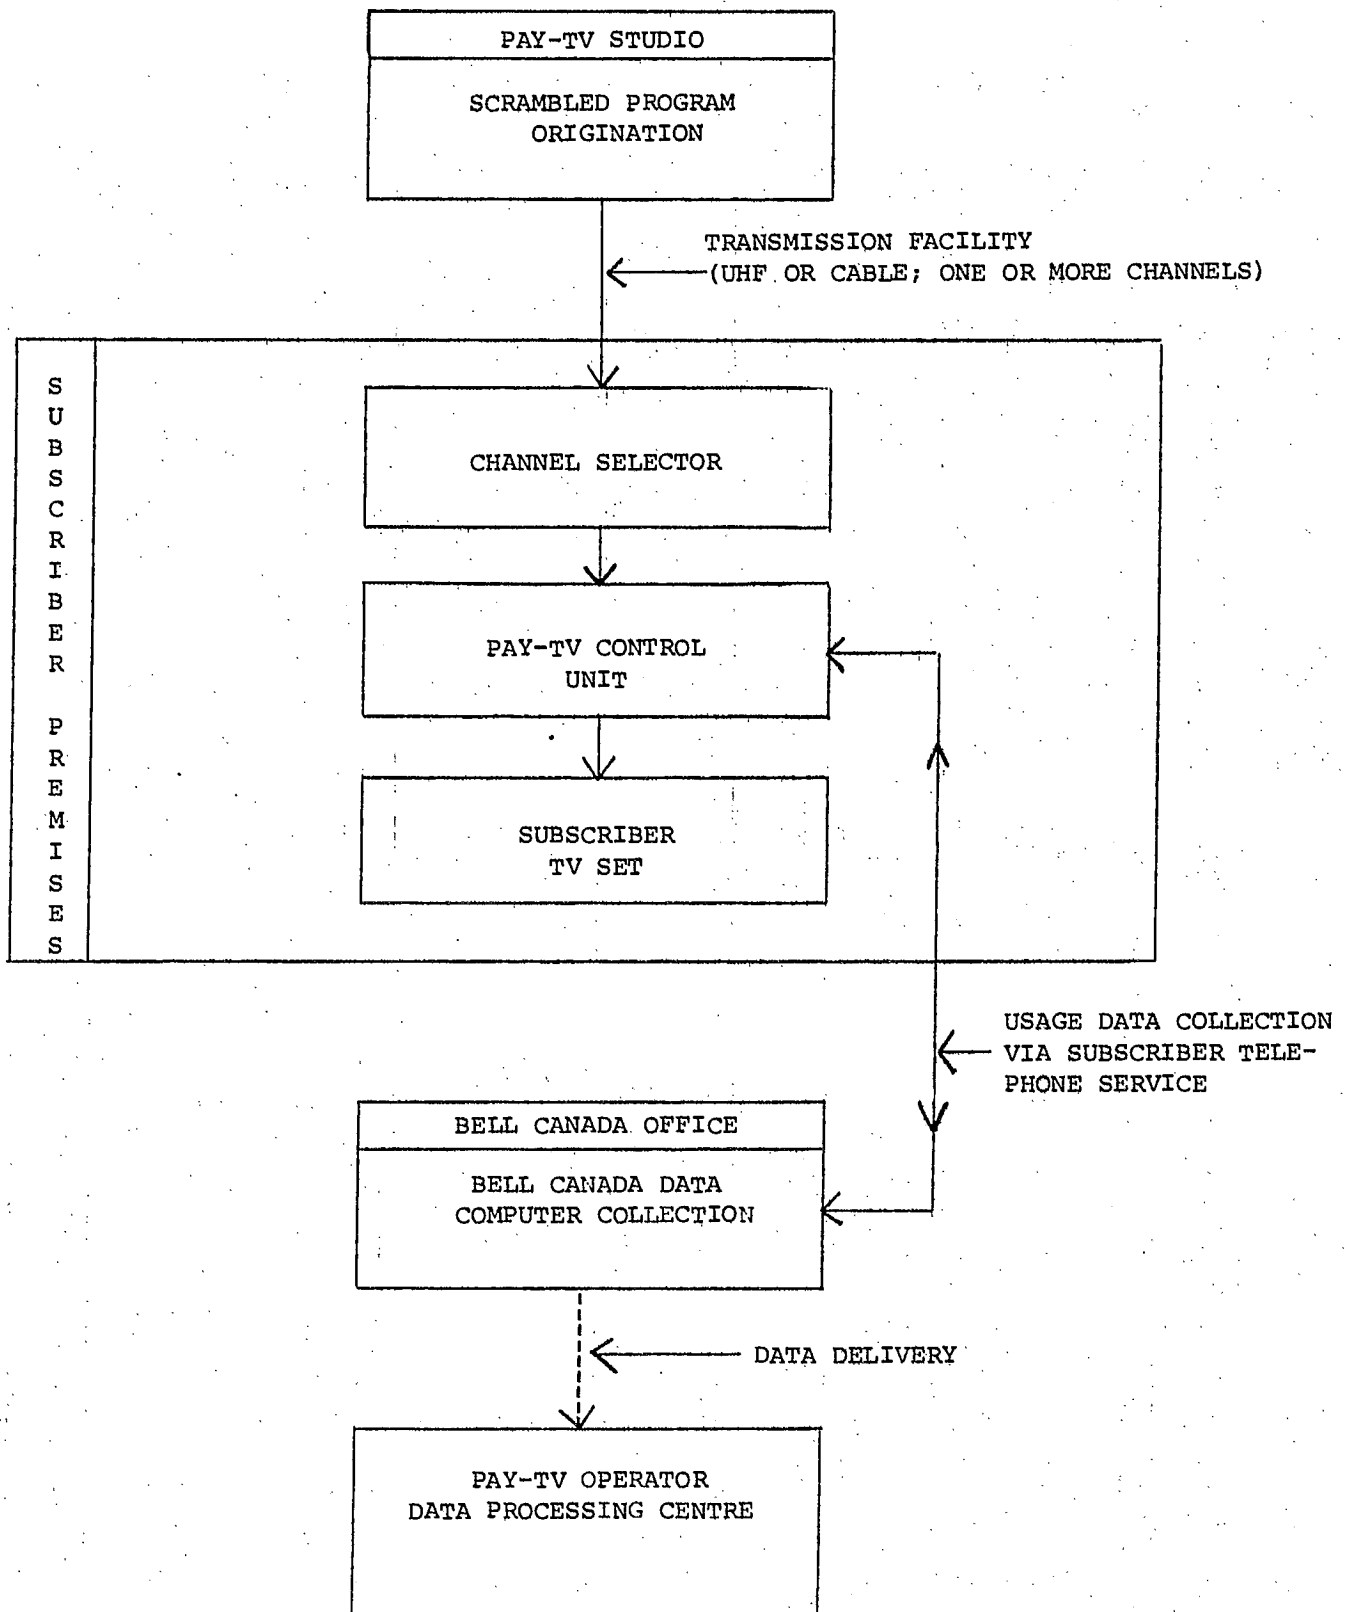 PAY-TV STUDIO
SCRAMBLED PROGRAM
ORIGINATION
TRANSMISSION FACILITY
(UHF OR CABLE; ONE OR MORE CHANNELS)
SUBSCRIBER PREMISES
CHANNEL SELECTOR
PAY-TV CONTROL
UNIT
SUBSCRIBER
TV SET
USAGE DATA COLLECTION
VIA SUBSCRIBER TELE-
PHONE SERVICE
BELL CANADA OFFICE
BELL CANADA DATA
COMPUTER COLLECTION
DATA DELIVERY
PAY-TV OPERATOR
DATA PROCESSING CENTRE